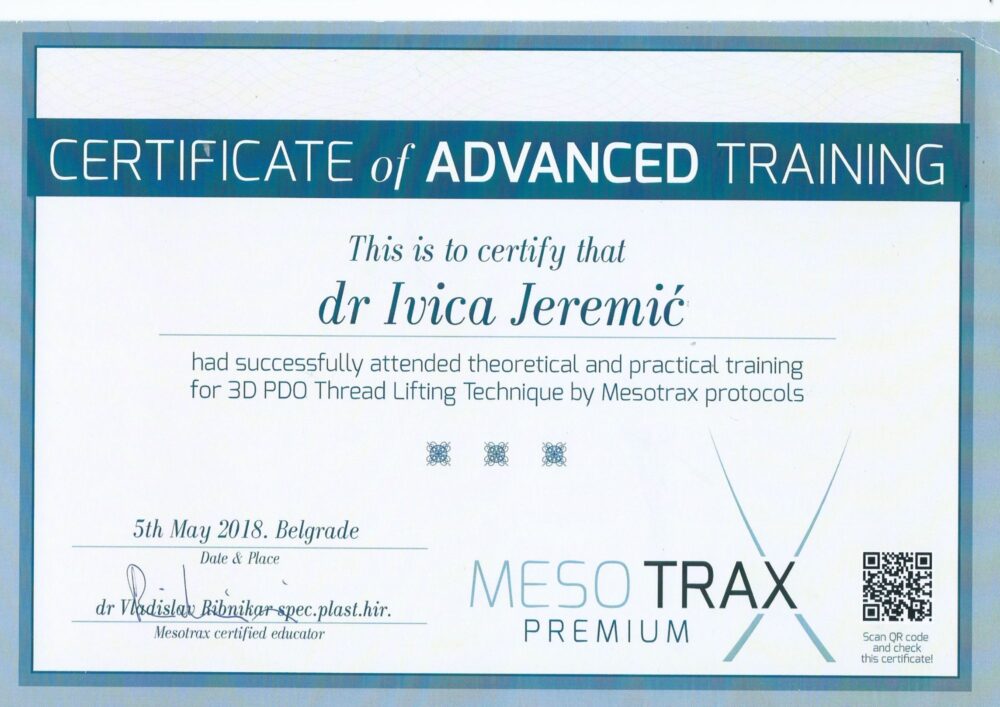 CERTIFICATE of ADVANCED TRAINING
This is to certify that
dr Ivica Jeremić
had successfully attended theoretical and practical training
for 3D PDO Thread Lifting Technique by Mesotrax protocols
5th May 2018. Belgrade
Date & Place
dr Vladislav Ribnikar spec.plast.hir.
Mesotrax certified educator
MESO TRAX
PREMIUM
Scan QR code
and check
this certificate!